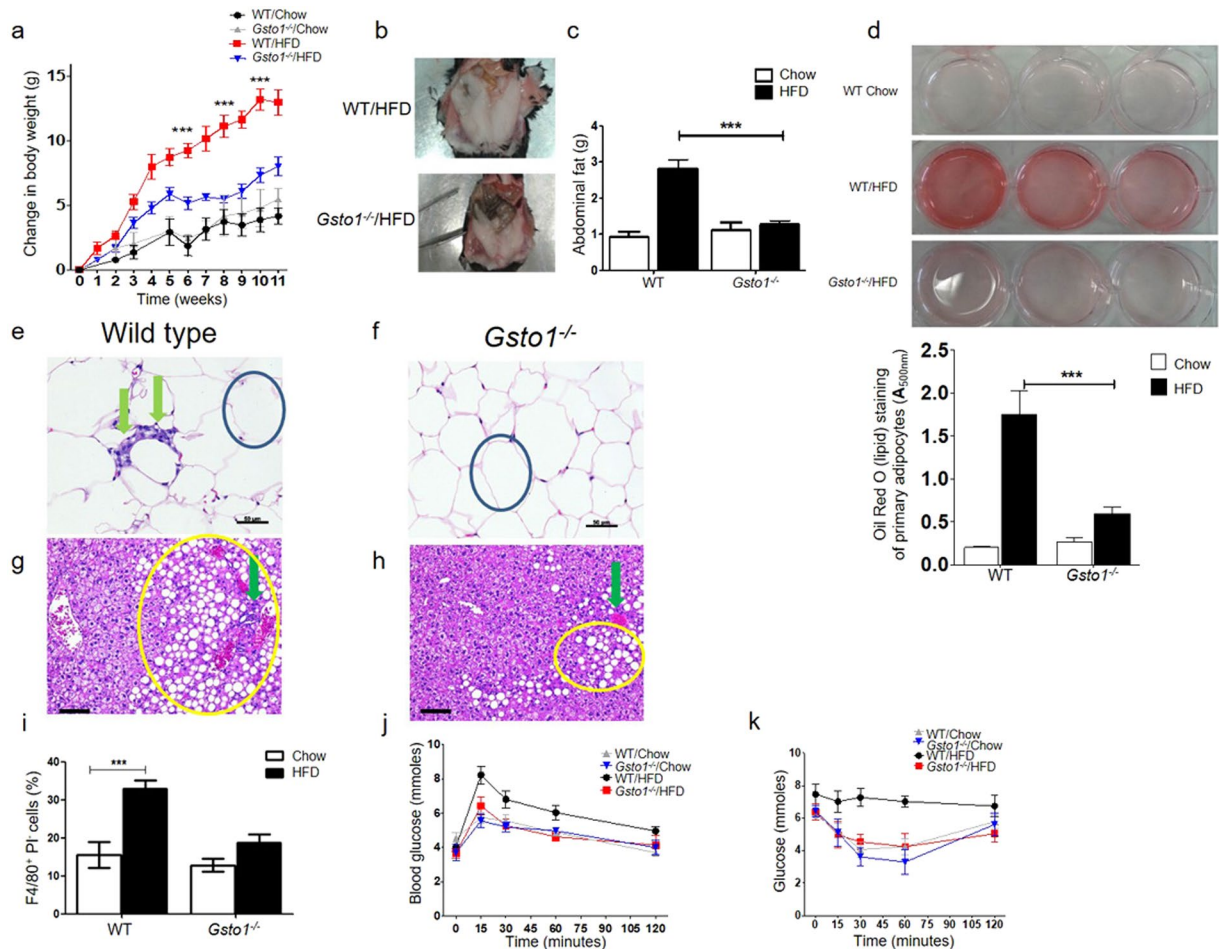 a
WT/Chow
Gsto1-/-/Chow
WT/HFD
Gsto1-/-/HFD
Change in body weight (g)
15
10
5
0
***
***
***
0 1 2 3 4 5 6 7 8 9 10 11
Time (weeks)
b
WT/HFD
Gsto1-/-/HFD
c
Chow
HFD
***
Abdominal fat (g)
4
3
2
1
0
WT
Gsto1-/-
d
WT Chow
WT/HFD
Gsto1-/-/HFD
Oil Red O (lipid) staining
of primary adipocytes (A500nm)
2.5
2.0
1.5
1.0
0.5
0.0
Chow
HFD
***
WT
Gsto1-/-
Wild type
Gsto1-/-
e
50 µm
f
50 µm
g
h
i
Chow
HFD
***
F4/80+ PI- cells (%)
40
30
20
10
0
WT
Gsto1-/-
j
WT/Chow
Gsto1-/-/Chow
WT/HFD
Gsto1-/-/HFD
Blood glucose (mmoles)
10
8
6
4
2
0
0 15 30 45 60 75 90 105 120
Time (minutes)
k
WT/Chow
Gsto1-/-/Chow
WT/HFD
Gsto1-/-/HFD
Glucose (mmoles)
10
8
6
4
2
0
0 15 30 45 60 75 90 105 120
Time (minutes)